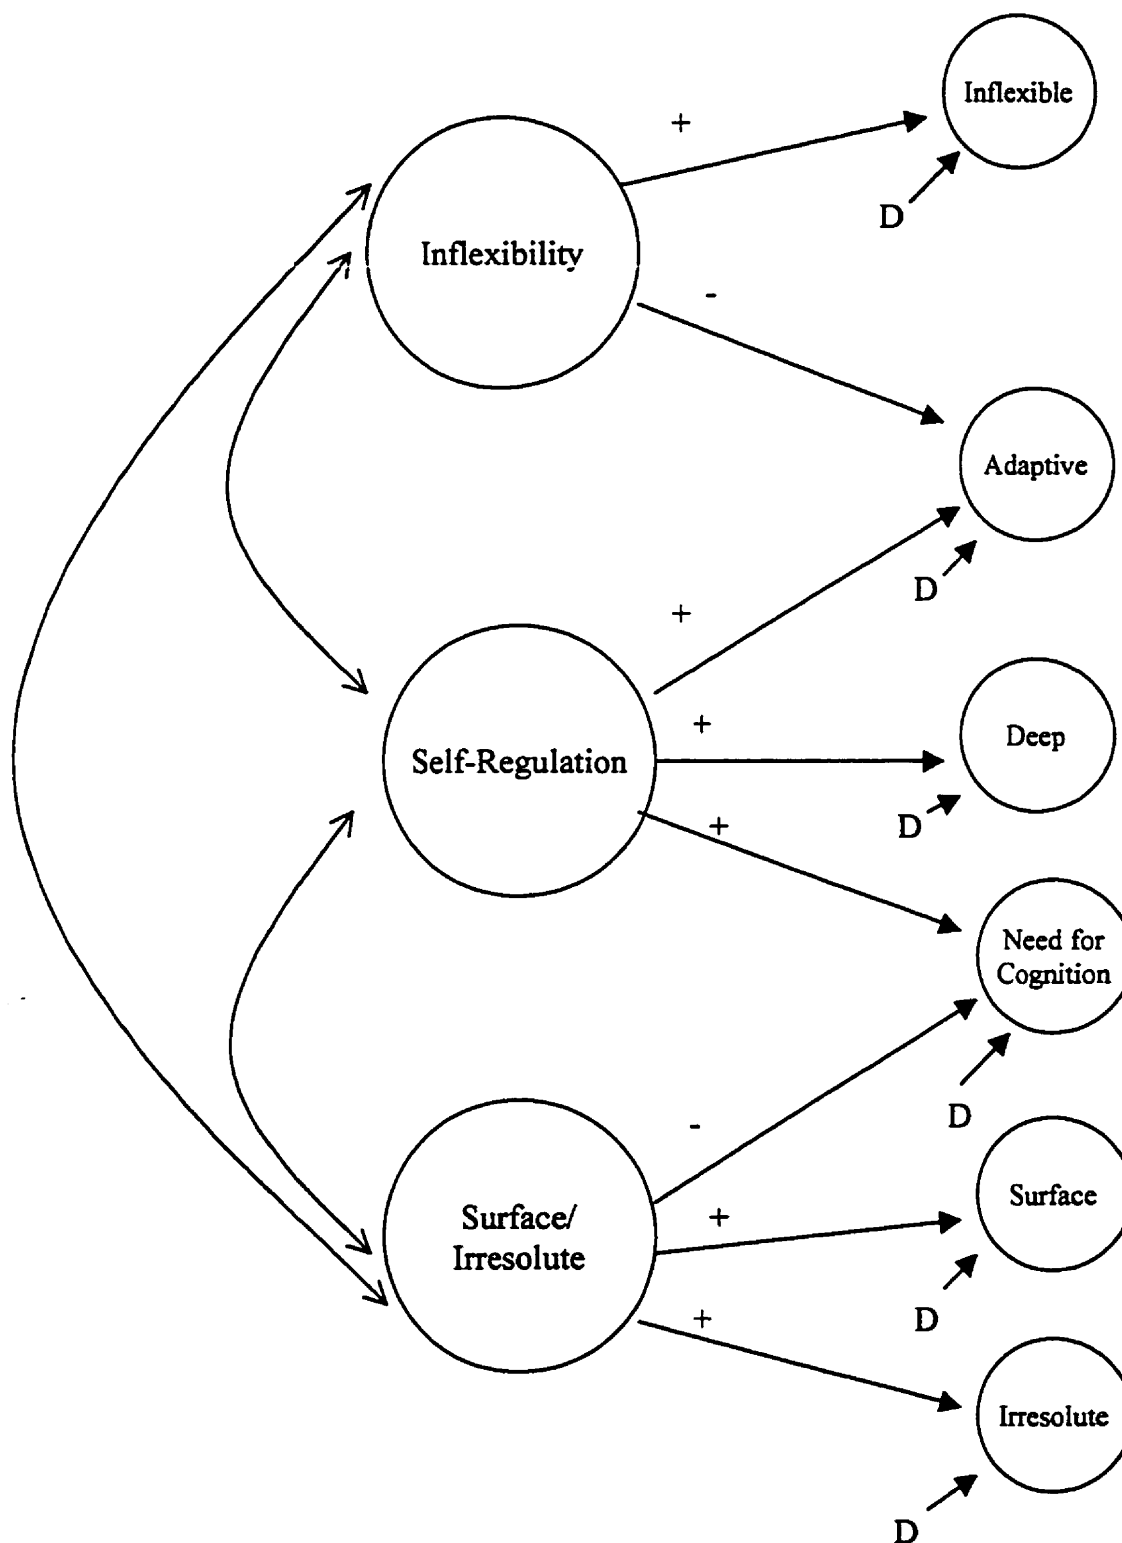 Inflexible
+
D
Inflexibility
-
Adaptive
D
+
Self-Regulation
+
Deep
D
+
Need for
Cognition
D
-
Surface/
Irresolute
+
Surface
D
+
Irresolute
D